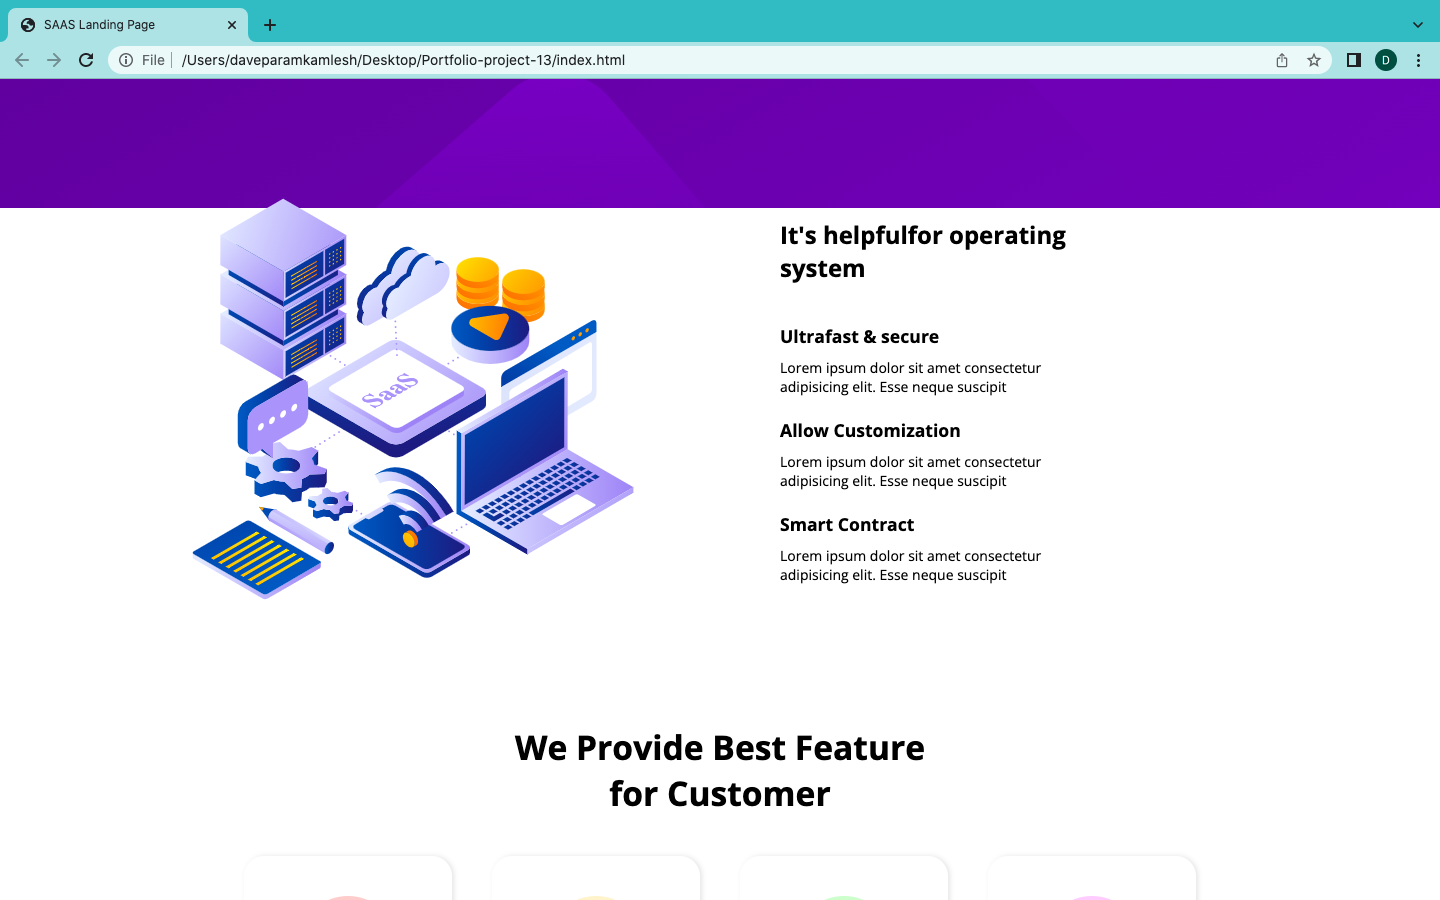 SAAS Landing Page
File
/Users/daveparamkamlesh/Desktop/Portfolio-project-13/index.html
D
It's helpfulfor operating
system
SaaS
Ultrafast & secure
Lorem ipsum dolor sit amet consectetur
adipisicing elit. Esse neque suscipit
Allow Customization
Lorem ipsum dolor sit amet consectetur
adipisicing elit. Esse neque suscipit
Smart Contract
Lorem ipsum dolor sit amet consectetur
adipisicing elit. Esse neque suscipit
We Provide Best Feature
for Customer